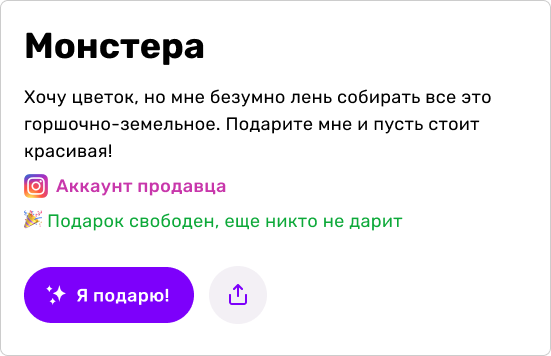 Монстера
Хочу цветок, но мне безумно лень собирать все это
горшочно-земельное. Подарите мне и пусть стоит
красивая!
Аккаунт продавца
Подарок свободен, еще никто не дарит
Я подарю!